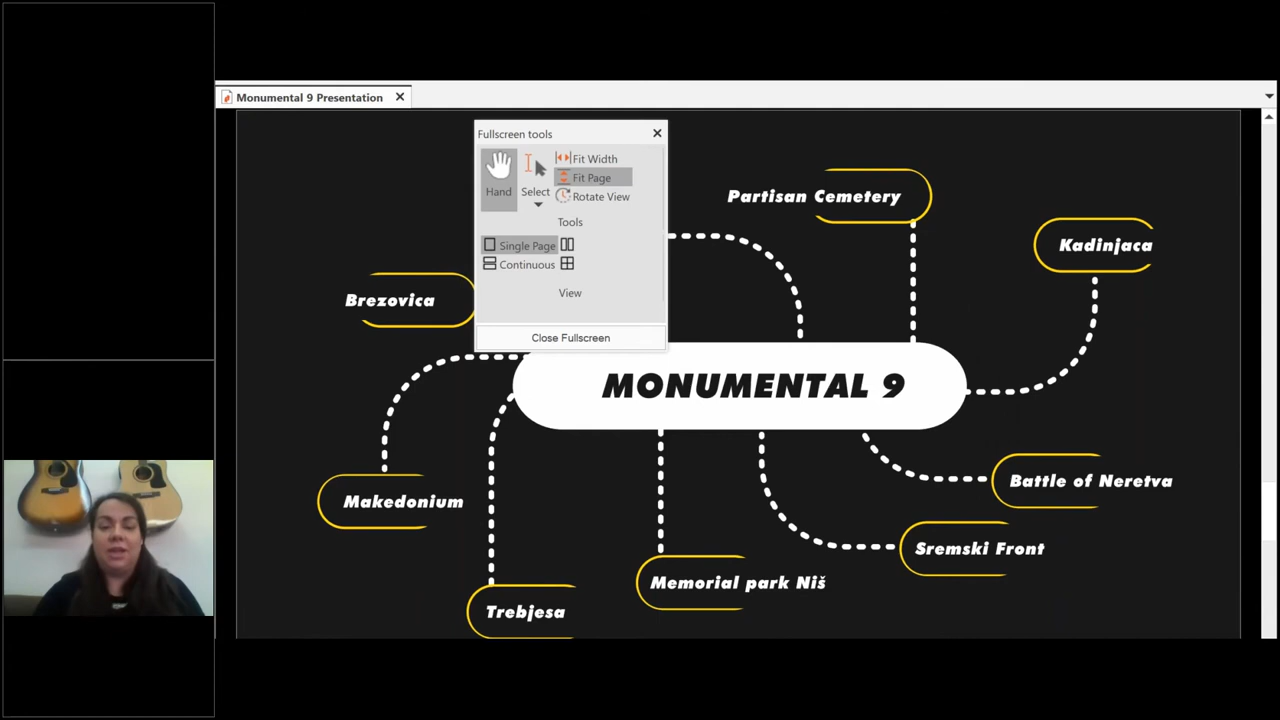 Monumental 9 Presentation
Fullscreen tools
Hand
Select
Fit Width
Fit Page
Rotate View
Tools
Single Page
Continuous
View
Close Fullscreen
Partisan Cemetery
Kadinjaca
Brezovica
MONUMENTAL 9
Makedonium
Battle of Neretva
Sremski Front
Memorial park Niš
Trebjesa